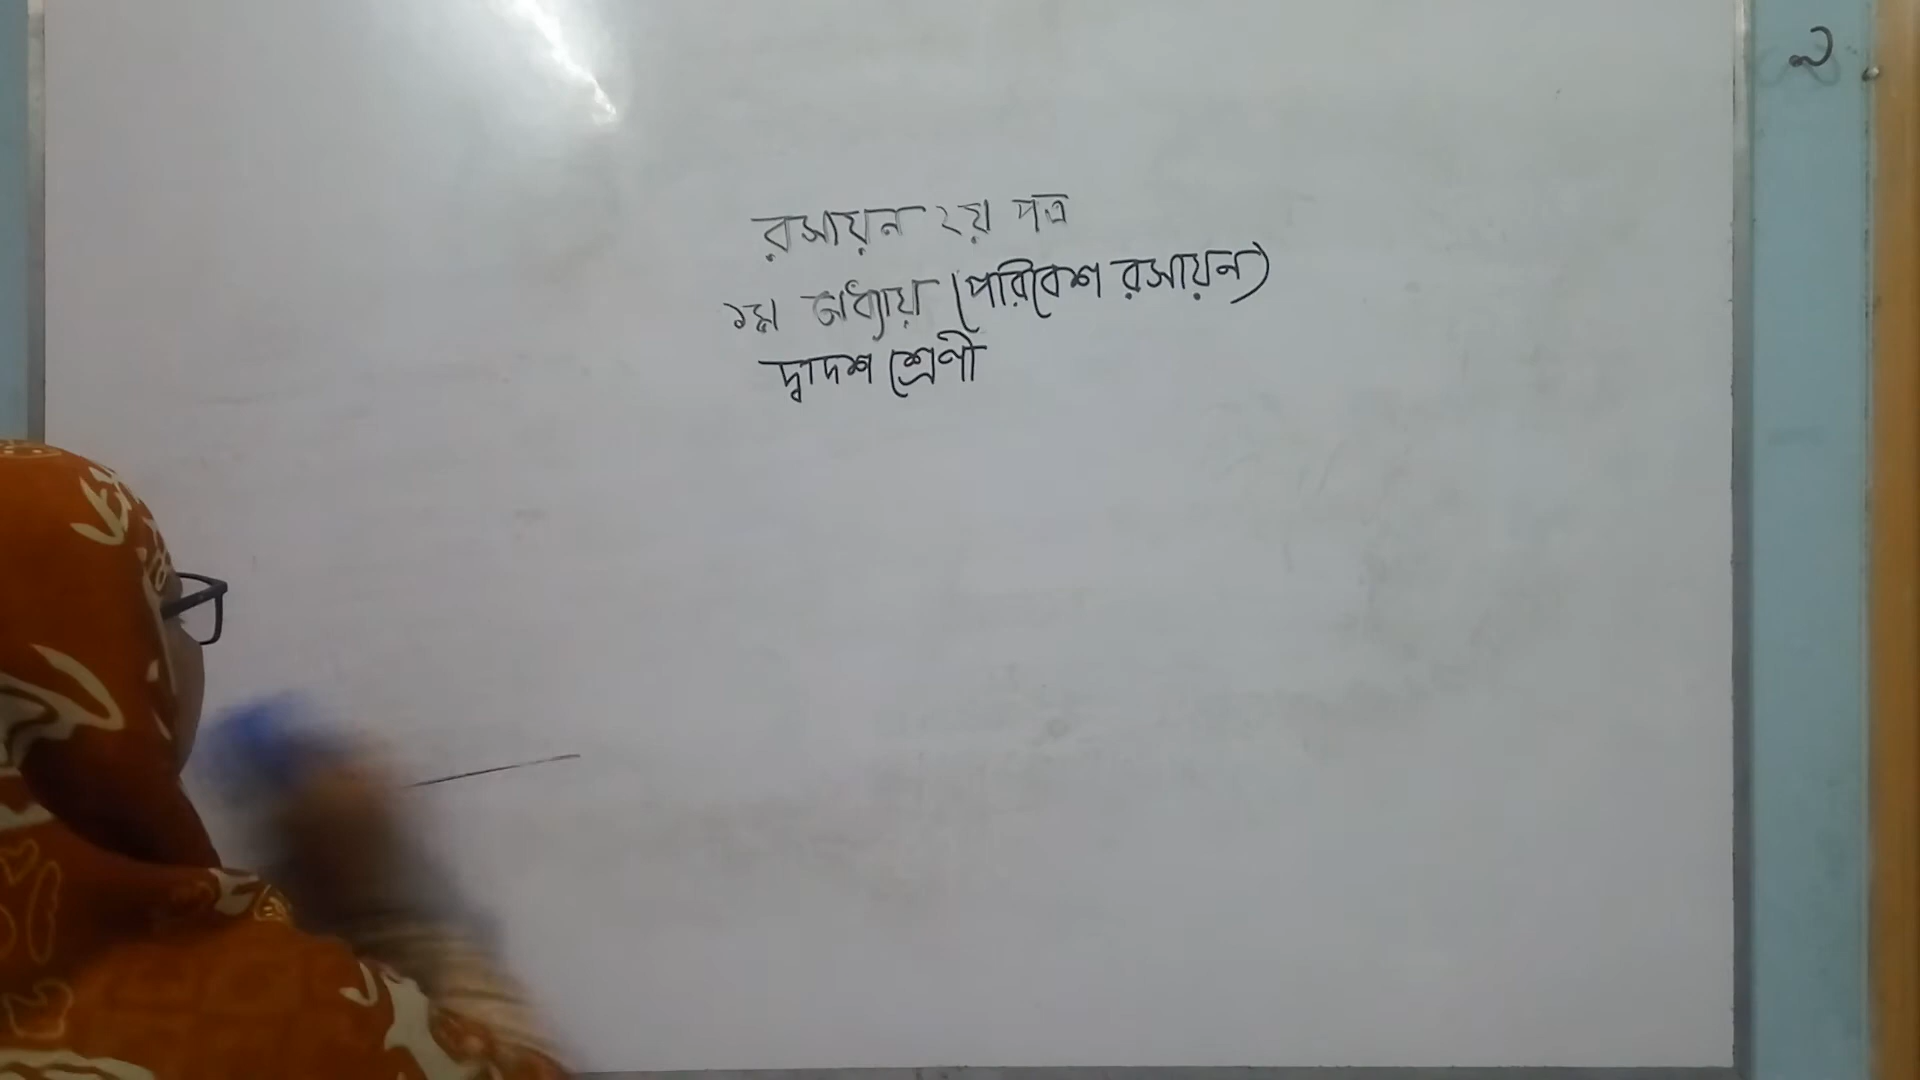 রসায়ন ২য় পত্র
১ম অধ্যায় (পরিবেশ রসায়ন)
দ্বাদশ শ্রেণী